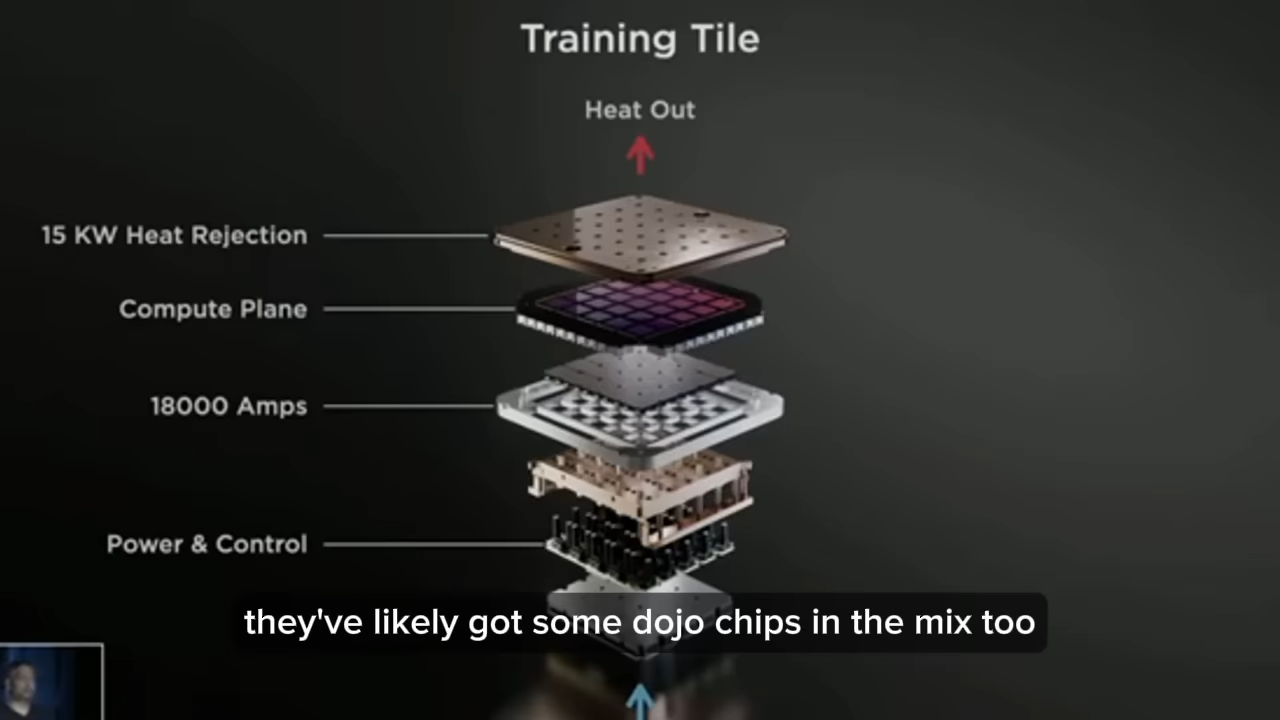 Training Tile
Heat Out
15 KW Heat Rejection
Compute Plane
18000 Amps
Power & Control
they've likely got some dojo chips in the mix too